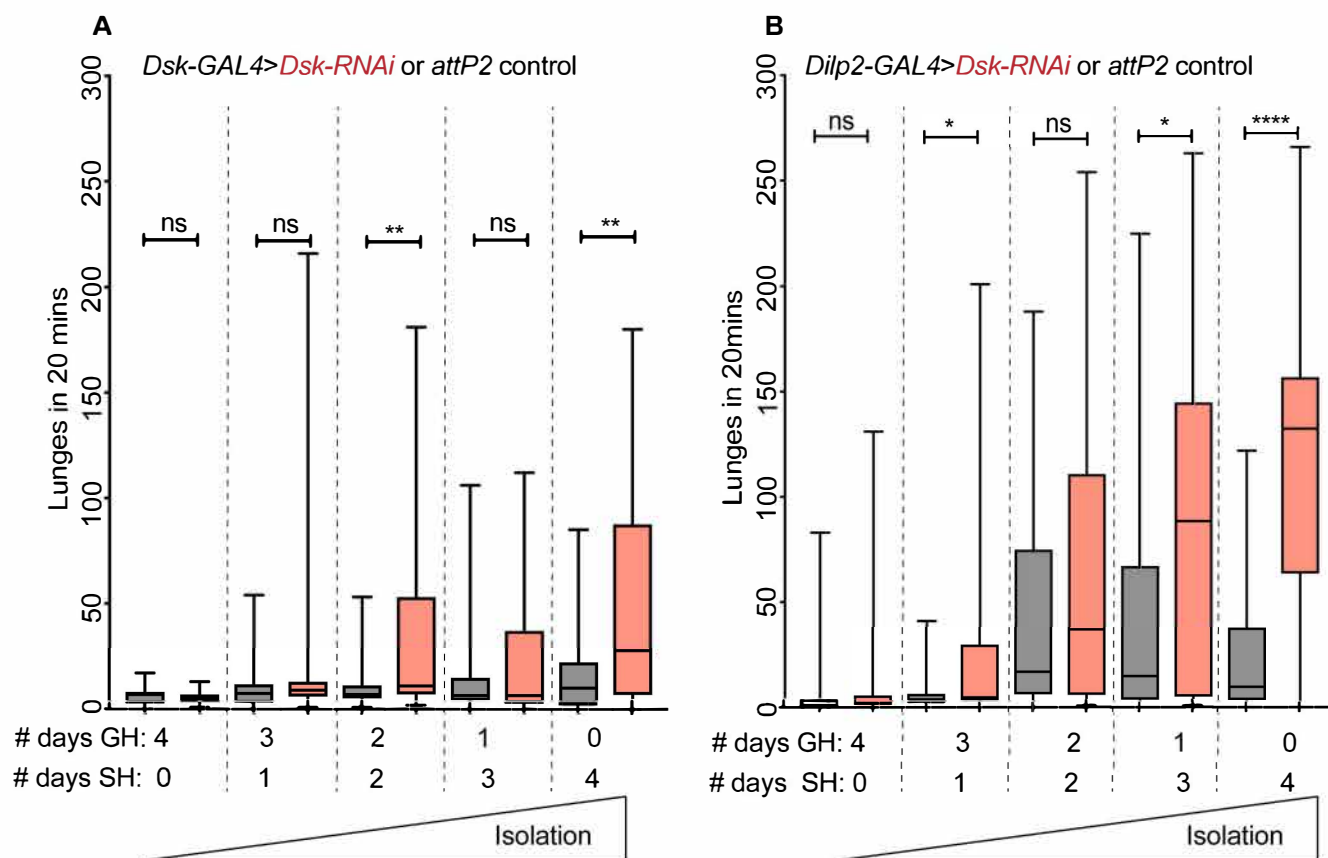 A
Dsk-GAL4>Dsk-RNAi or attP2 control
300
250
200
150
100
50
0
Lunges in 20 mins
ns
ns
**
ns
**
# days GH: 4 3 2 1 0
# days SH: 0 1 2 3 4
Isolation
B
Dilp2-GAL4>Dsk-RNAi or attP2 control
300
250
200
150
100
50
0
Lunges in 20mins
ns
*
ns
*
****
# days GH: 4 3 2 1 0
# days SH: 0 1 2 3 4
Isolation